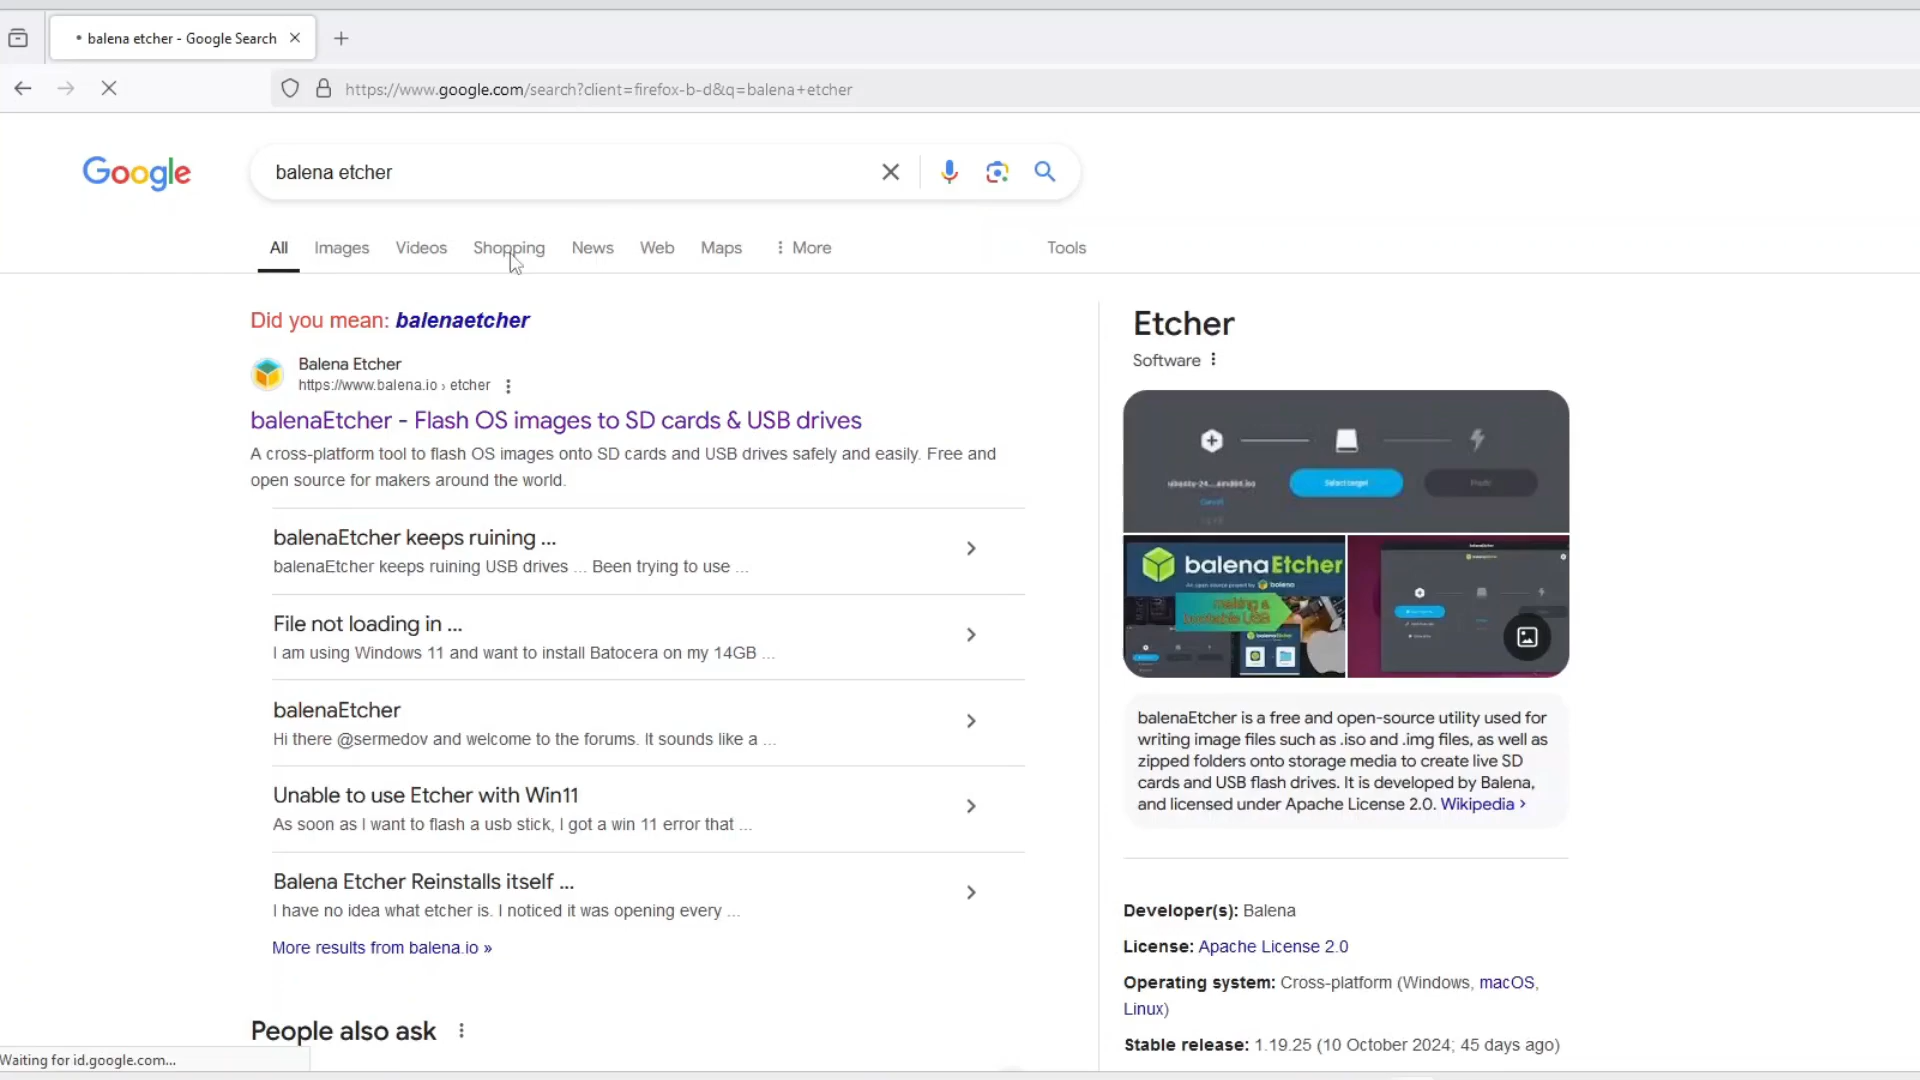 balena etcher - Google Search
https://www.google.com/search?client=firefox-b-d&q=balena+etcher
Google
balena etcher
All Images Videos Shopping News Web Maps More Tools
Did you mean: balenaetcher
Balena Etcher
https://www.balena.io › etcher
balenaEtcher - Flash OS images to SD cards & USB drives
A cross-platform tool to flash OS images onto SD cards and USB drives safely and easily. Free and
open source for makers around the world.
balenaEtcher keeps ruining ...
balenaEtcher keeps ruining USB drives ... Been trying to use ...
File not loading in ...
I am using Windows 11 and want to install Batocera on my 14GB ...
balenaEtcher
Hi there @sermedov and welcome to the forums. It sounds like a ...
Unable to use Etcher with Win11
As soon as I want to flash a usb stick, I got a win 11 error that ...
Balena Etcher Reinstalls itself ...
I have no idea what etcher is. I noticed it was opening every ...
More results from balena.io »
People also ask
Waiting for id.google.com...
Etcher
Software
Select target
Cancel
balenaEtcher
An open source project by balena
making a
bootable USB
balenaEtcher is a free and open-source utility used for
writing image files such as .iso and .img files, as well as
zipped folders onto storage media to create live SD
cards and USB flash drives. It is developed by Balena,
and licensed under Apache License 2.0. Wikipedia ›
Developer(s): Balena
License: Apache License 2.0
Operating system: Cross-platform (Windows, macOS,
Linux)
Stable release: 1.19.25 (10 October 2024; 45 days ago)